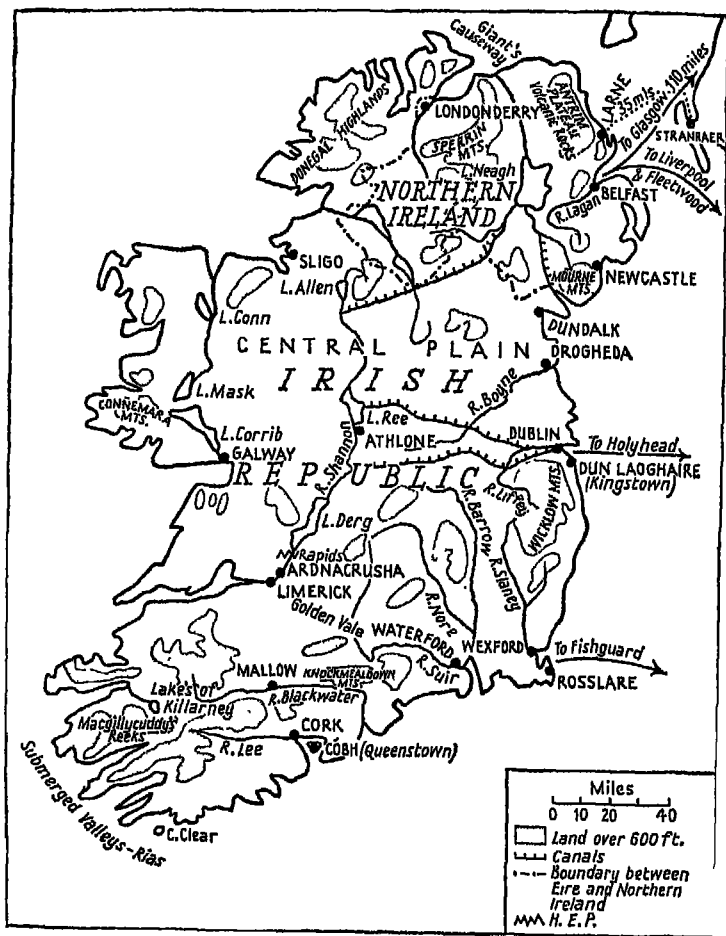 Giant's
Causeway
DONEGAL HIGHLANDS
LONDONDERRY
SPERRIN
MTS.
ANTRIM
PLATEAU
Volcanic Rocks
LARNE
35 mls.
To Glasgow 110 miles
STRANRAER
To Liverpool
& Fleetwood
L. Neagh
NORTHERN
IRELAND
R. Lagan
BELFAST
SLIGO
L. Allen
MOURNE
MTS.
NEWCASTLE
L. Conn
DUNDALK
CENTRAL PLAIN
DROGHEDA
IRISH
L. Mask
R. Boyne
CONNEMARA
MTS.
L. Ree
L. Corrib
ATHLONE
DUBLIN
To Holyhead
GALWAY
R. Shannon
DUN LAOGHAIRE
(Kingstown)
REPUBLIC
R. Liffey
WICKLOW MTS.
L. Derg
R. Barrow
R. Slaney
Rapids
ARDNACRUSHA
LIMERICK
Golden Vale
R. Nore
WATERFORD
WEXFORD
To Fishguard
R. Suir
ROSSLARE
MALLOW
KNOCKMEALDOWN
MTS.
Lakes of
Killarney
R. Blackwater
Macgillycuddy's
Reeks
CORK
R. Lee
COBH (Queenstown)
Submerged Valleys-Rias
C. Clear
Miles
0 10 20 40
Land over 600 ft.
Canals
Boundary between
Eire and Northern
Ireland
H. E. P.